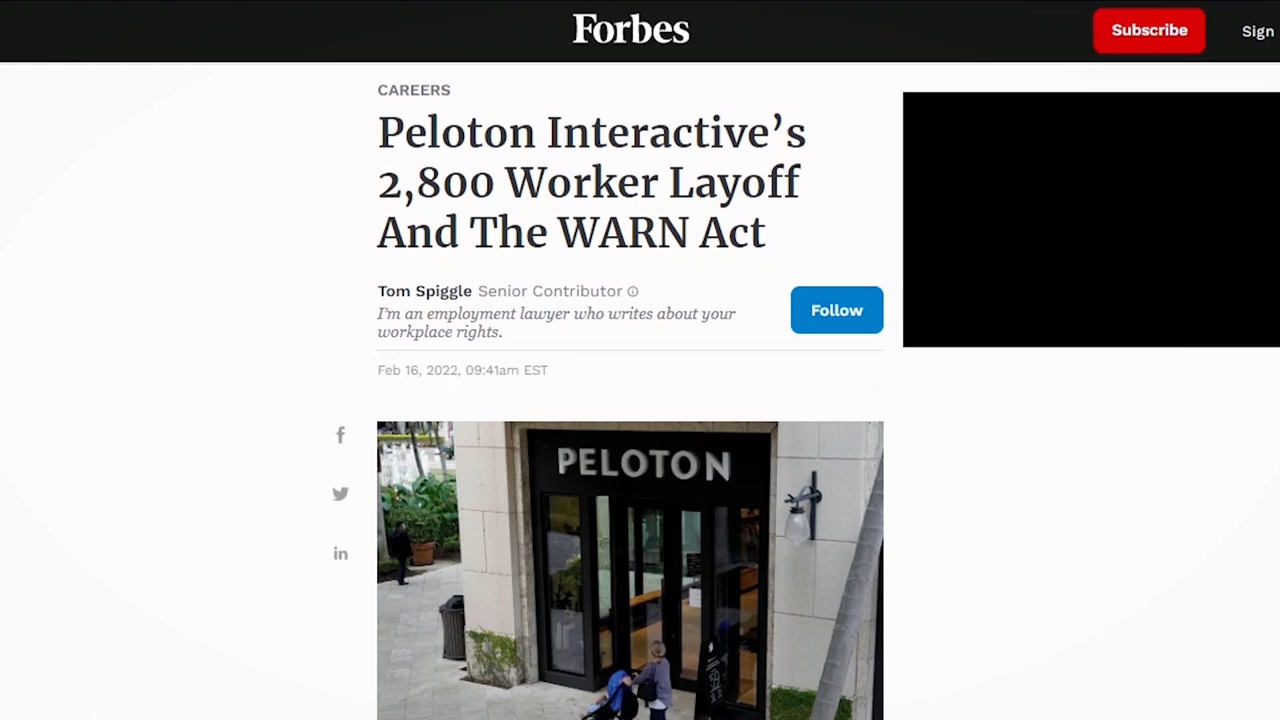 Forbes
Subscribe
Sign
CAREERS
Peloton Interactive’s
2,800 Worker Layoff
And The WARN Act
Tom Spiggle Senior Contributor
I'm an employment lawyer who writes about your
workplace rights.
Follow
Feb 16, 2022, 09:41am EST
f
in
PELOTON